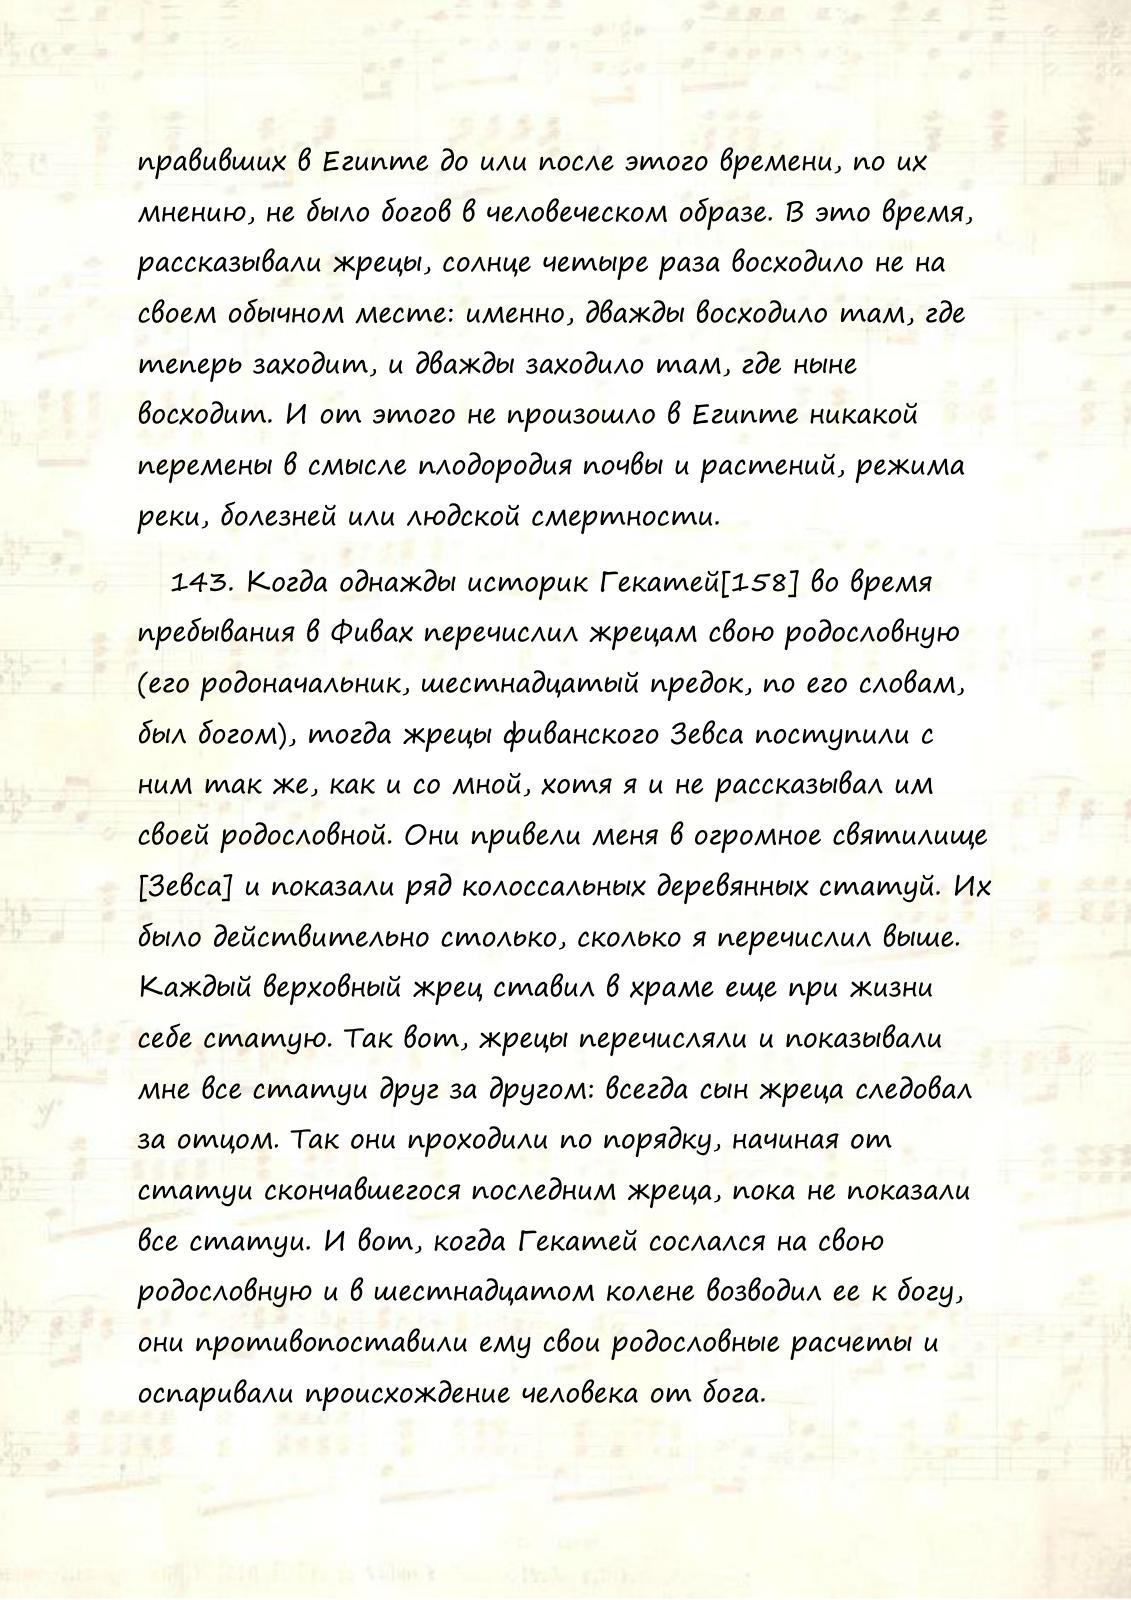 правивших в Египте до или после этого времени, по их
мнению, не было богов в человеческом образе. В это время,
рассказывали жрецы, солнце четыре раза восходило не на
своем обычном месте: именно, дважды восходило там, где
теперь заходит, и дважды заходило там, где ныне
восходит. И от этого не произошло в Египте никакой
перемены в смысле плодородия почвы и растений, режима
реки, болезней или людской смертности.
143. Когда однажды историк Гекатей[158] во время
пребывания в Фивах перечислил жрецам свою родословную
(его родоначальник, шестнадцатый предок, по его словам,
был богом), тогда жрецы фиванского Зевса поступили с
ним так же, как и со мной, хотя я и не рассказывал им
своей родословной. Они привели меня в огромное святилище
[Зевса] и показали ряд колоссальных деревянных статуй. Их
было действительно столько, сколько я перечислил выше.
Каждый верховный жрец ставил в храме еще при жизни
себе статую. Так вот, жрецы перечисляли и показывали
мне все статуи друг за другом: всегда сын жреца следовал
за отцом. Так они проходили по порядку, начиная от
статуи скончавшегося последним жреца, пока не показали
все статуи. И вот, когда Гекатей сослался на свою
родословную и в шестнадцатом колене возводил ее к богу,
они противопоставили ему свои родословные расчеты и
оспаривали происхождение человека от бога.